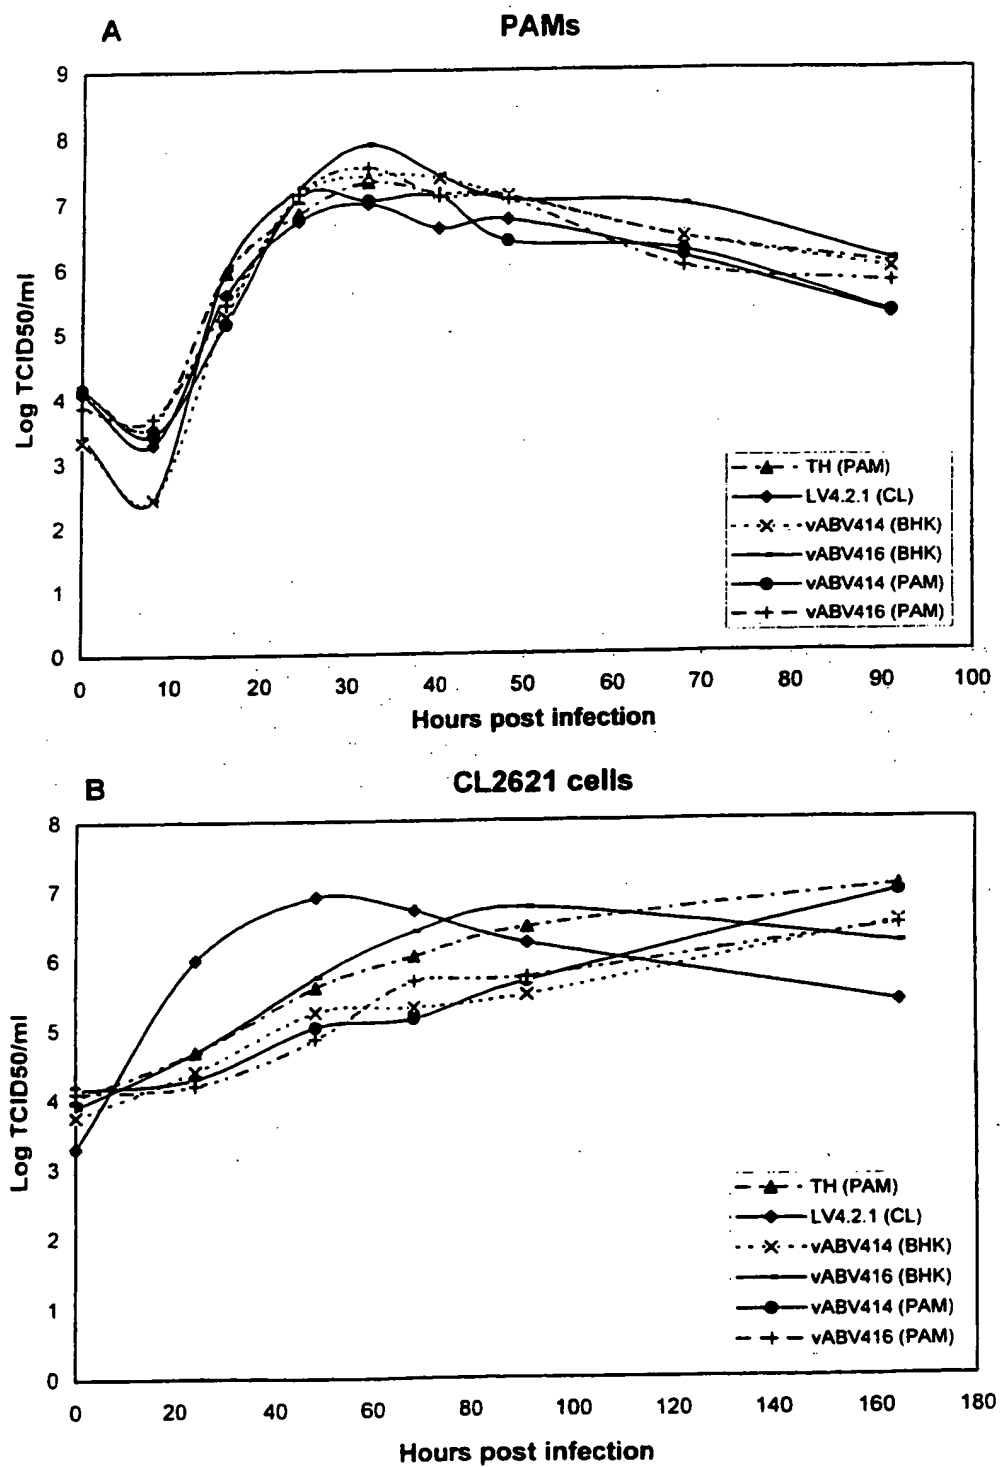 A
PAMs
9
8
7
6
5
4
3
2
1
0
Log TCID50/ml
0 10 20 30 40 50 60 70 80 90 100
Hours post infection
TH (PAM)
LV4.2.1 (CL)
vABV414 (BHK)
vABV416 (BHK)
vABV414 (PAM)
vABV416 (PAM)
B
CL2621 cells
8
7
6
5
4
3
2
1
0
Log TCID50/ml
0 20 40 60 80 100 120 140 160 180
Hours post infection
TH (PAM)
LV4.2.1 (CL)
vABV414 (BHK)
vABV416 (BHK)
vABV414 (PAM)
vABV416 (PAM)